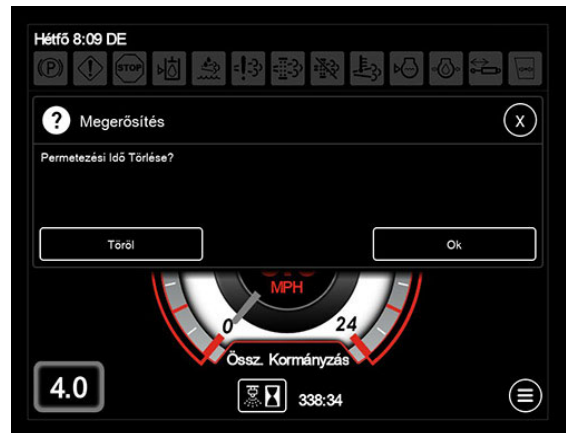 Hétfő 8:09 DE
(P)
STOP
? Megerősítés X
Permetezési Idő Törlése?
Töröl Ok
MPH
0 24
Össz. Kormányzás
4.0 338:34